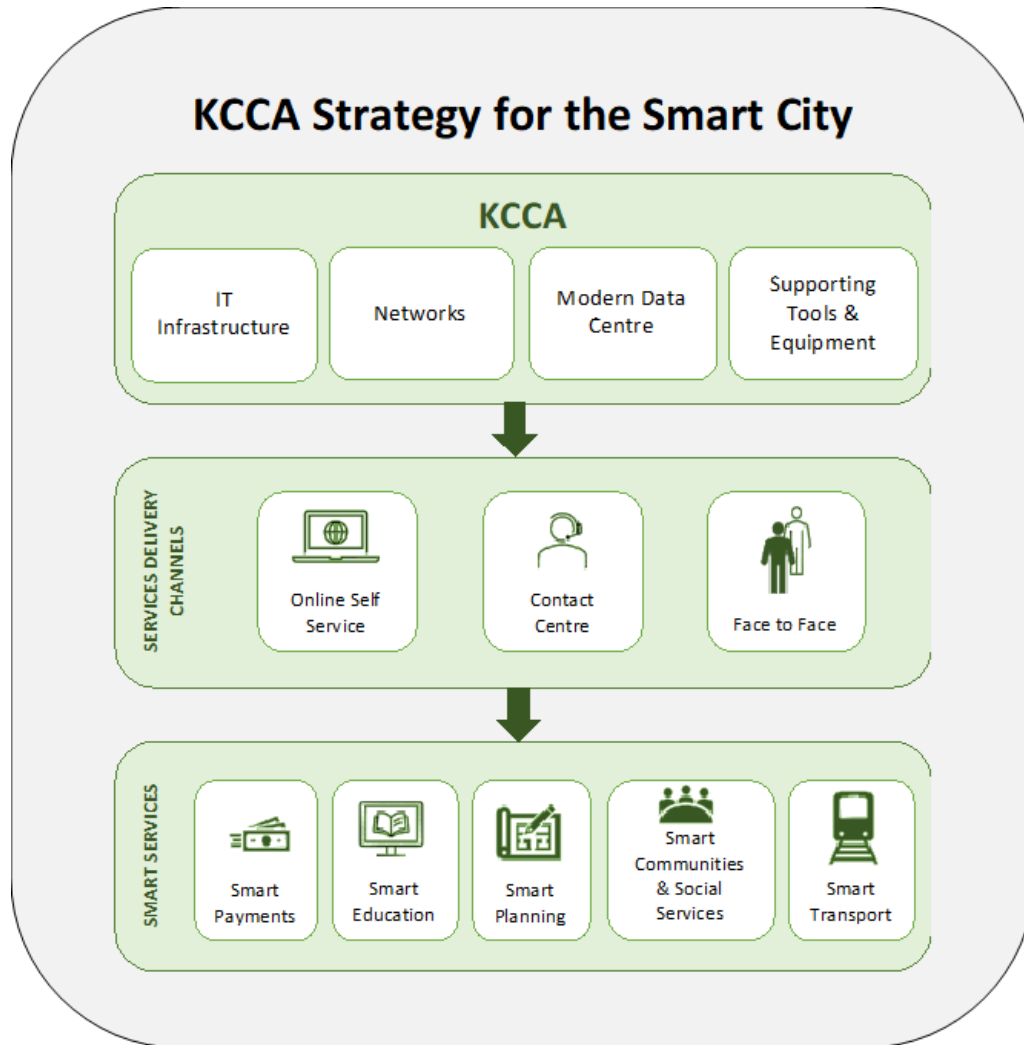 KCCA Strategy for the Smart City
KCCA
IT
Infrastructure
Networks
Modern Data
Centre
Supporting
Tools &
Equipment
SERVICES DELIVERY
CHANNELS
Online Self
Service
Contact
Centre
Face to Face
SMART SERVICES
Smart
Payments
Smart
Education
Smart
Planning
Smart
Communities
& Social
Services
Smart
Transport